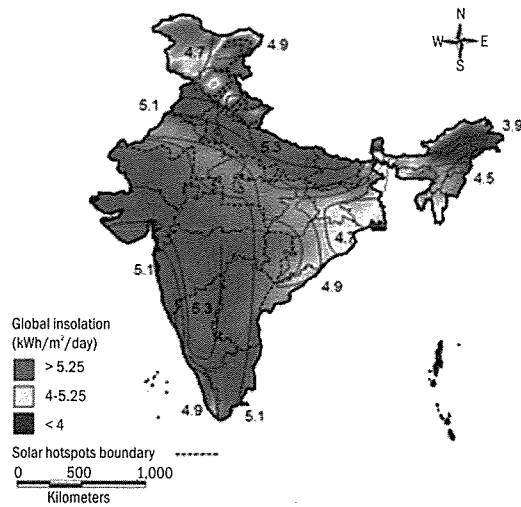 N
W E
S
4.7
4.9
5.1
3.9
5.3
4.5
4.7
5.1
4.9
5.3
Global insolation
(kWh/m²/day)
> 5.25
4-5.25
< 4
4.9
5.1
Solar hotspots boundary
0 500 1,000
Kilometers